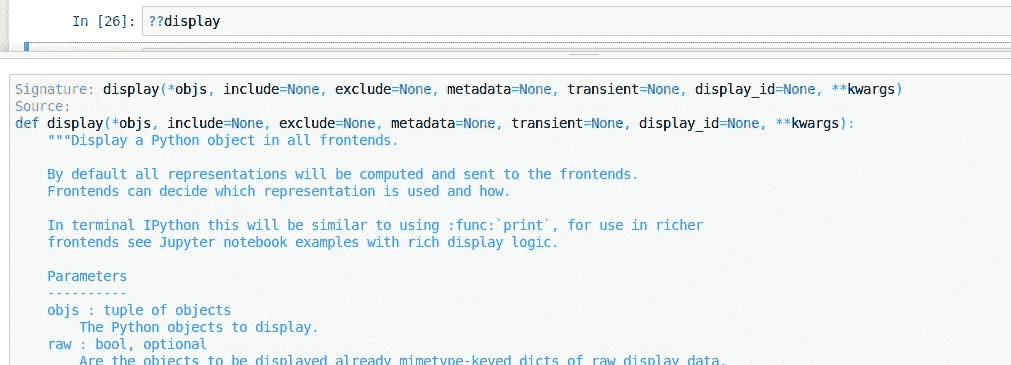 In [26]: ??display
Signature: display(*objs, include=None, exclude=None, metadata=None, transient=None, display_id=None, **kwargs)
Source:
def display(*objs, include=None, exclude=None, metadata=None, transient=None, display_id=None, **kwargs):
    """Display a Python object in all frontends.

    By default all representations will be computed and sent to the frontends.
    Frontends can decide which representation is used and how.

    In terminal IPython this will be similar to using :func:`print`, for use in richer
    frontends see Jupyter notebook examples with rich display logic.

    Parameters
    ----------
    objs : tuple of objects
        The Python objects to display.
    raw : bool, optional
        Are the objects to be displayed already mimetype-keyed dicts of raw display data,